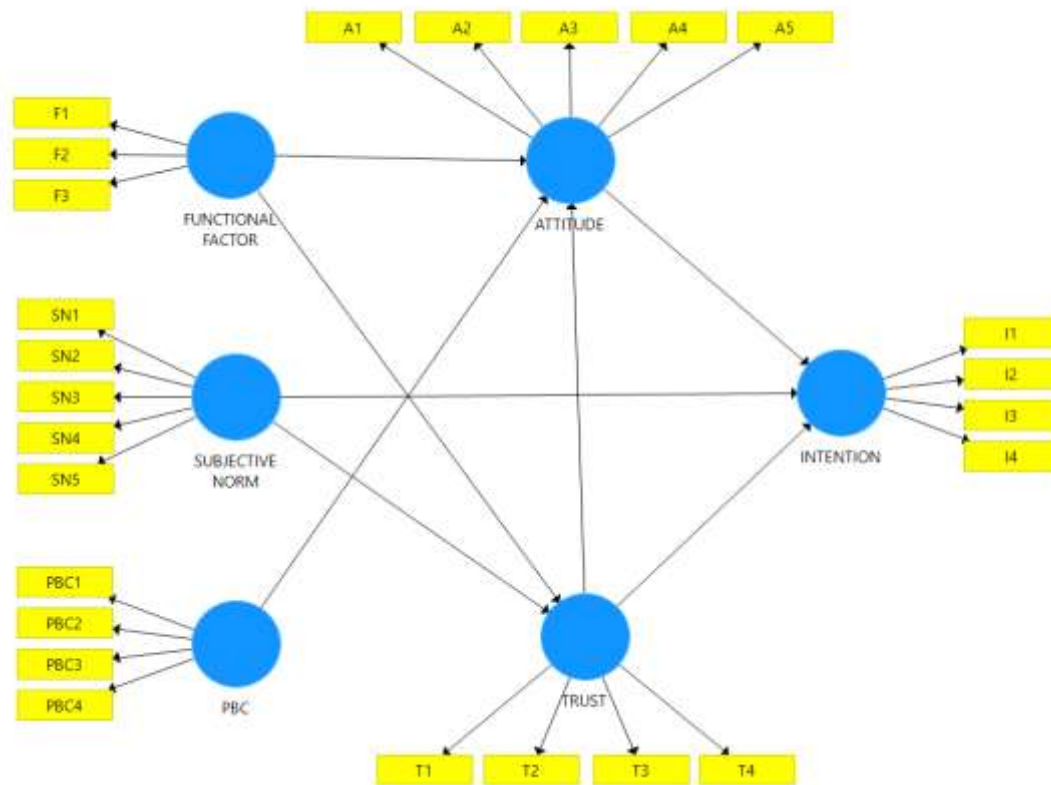 A1
A2
A3
A4
A5
F1
F2
F3
FUNCTIONAL
FACTOR
ATTITUDE
SN1
SN2
SN3
SN4
SN5
SUBJECTIVE
NORM
I1
I2
I3
I4
INTENTION
PBC1
PBC2
PBC3
PBC4
PBC
TRUST
T1
T2
T3
T4